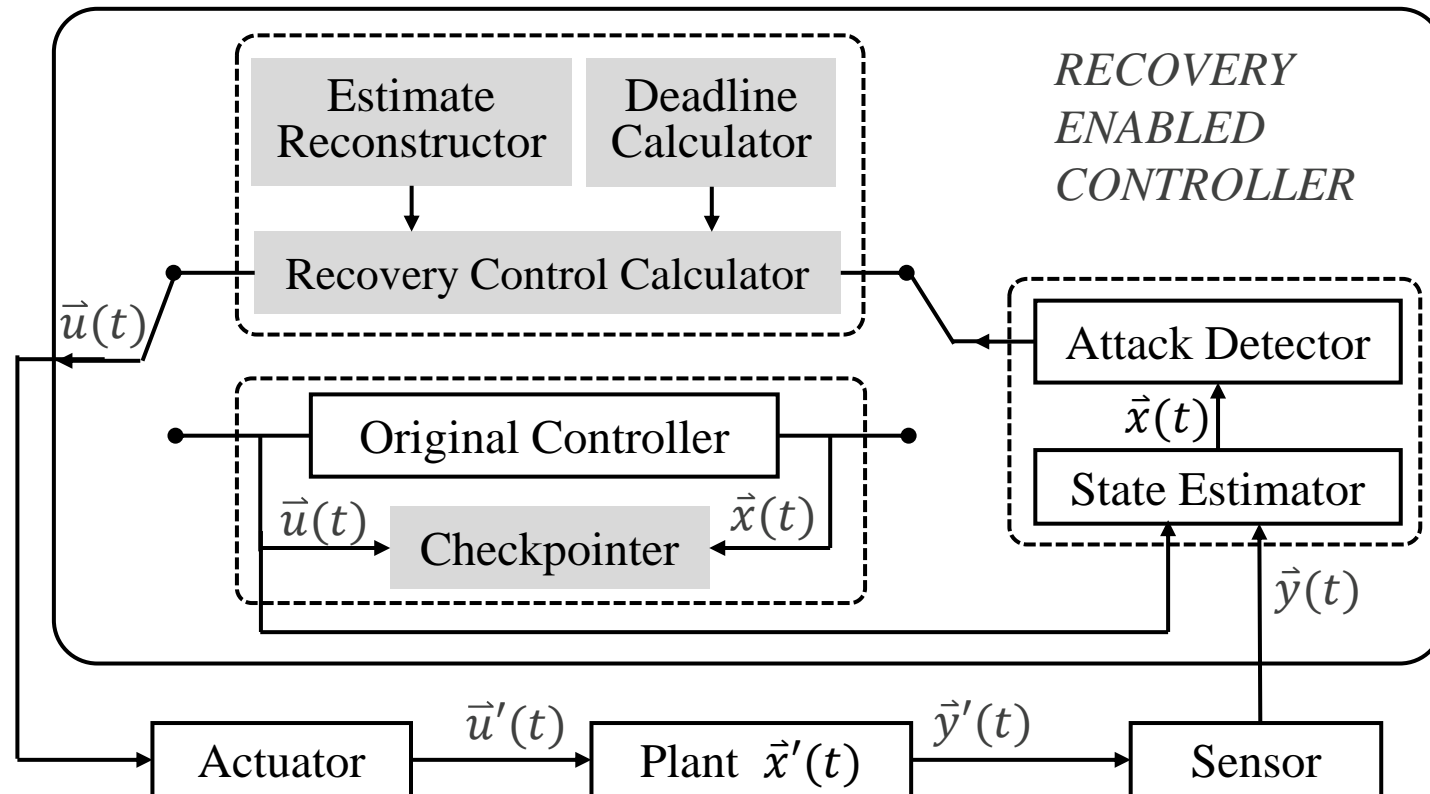 Estimate
Reconstructor
Deadline
Calculator
RECOVERY
ENABLED
CONTROLLER
Recovery Control Calculator
u⃗(t)
Attack Detector
x⃗(t)
Original Controller
State Estimator
u⃗(t)
x⃗(t)
Checkpointer
y⃗(t)
u⃗′(t)
y⃗′(t)
Actuator
Plant x⃗′(t)
Sensor